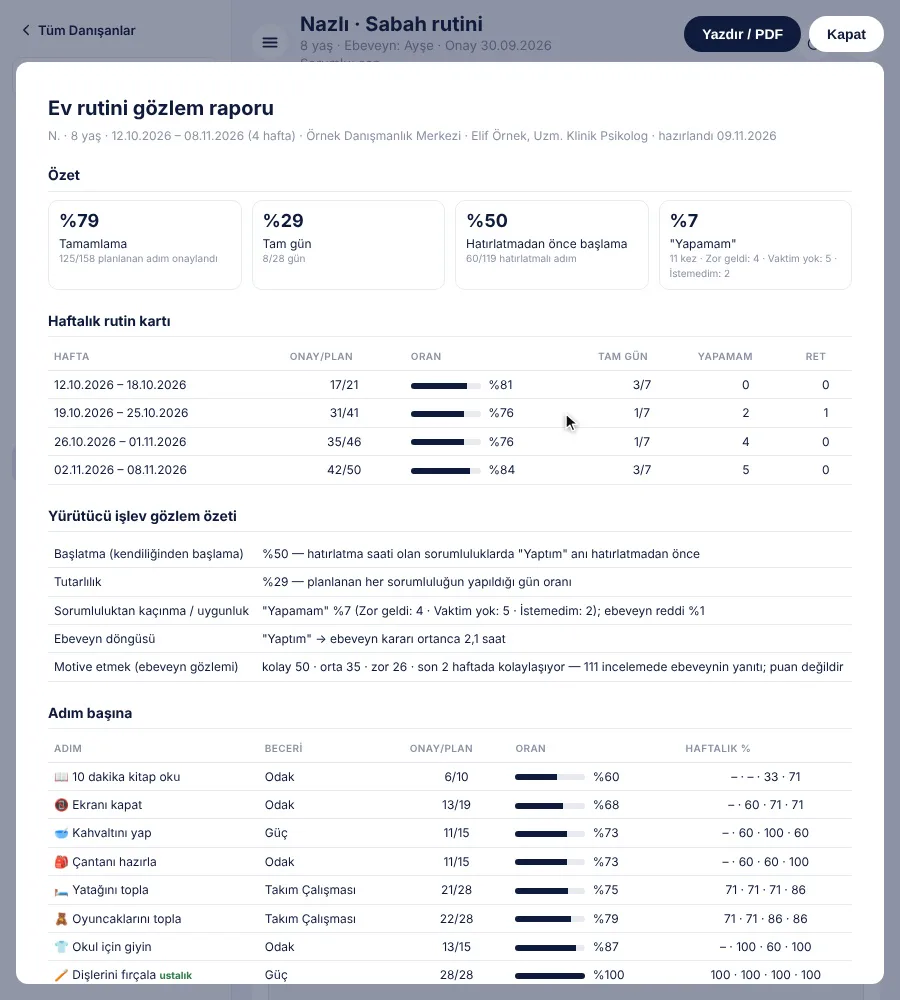 Tüm Danışanlar
Nazlı · Sabah rutini
8 yaş · Ebeveyn: Ayşe · Onay 30.09.2026
Yazdır / PDF
Kapat
Ev rutini gözlem raporu
N. · 8 yaş · 12.10.2026 – 08.11.2026 (4 hafta) · Örnek Danışmanlık Merkezi · Elif Örnek, Uzm. Klinik Psikolog · hazırlandı 09.11.2026
Özet
%79
Tamamlama
125/158 planlanan adım onaylandı
%29
Tam gün
8/28 gün
%50
Hatırlatmadan önce başlama
60/119 hatırlatmalı adım
%7
"Yapamam"
11 kez · Zor geldi: 4 · Vaktim yok: 5 ·
İstemedim: 2
Haftalık rutin kartı
HAFTA ONAY/PLAN ORAN TAM GÜN YAPAMAM RET
12.10.2026 – 18.10.2026 17/21 %81 3/7 0 0
19.10.2026 – 25.10.2026 31/41 %76 1/7 2 1
26.10.2026 – 01.11.2026 35/46 %76 1/7 4 0
02.11.2026 – 08.11.2026 42/50 %84 3/7 5 0
Yürütücü işlev gözlem özeti
Başlatma (kendiliğinden başlama) %50 — hatırlatma saati olan sorumluluklarda "Yaptım" anı hatırlatmadan önce
Tutarlılık %29 — planlanan her sorumluluğun yapıldığı gün oranı
Sorumluluktan kaçınma / uygunluk "Yapamam" %7 (Zor geldi: 4 · Vaktim yok: 5 · İstemedim: 2); ebeveyn reddi %1
Ebeveyn döngüsü "Yaptım" → ebeveyn kararı ortanca 2,1 saat
Motive etmek (ebeveyn gözlemi) kolay 50 · orta 35 · zor 26 · son 2 haftada kolaylaşıyor — 111 incelemede ebeveynin yanıtı; puan değildir
Adım başına
ADIM BECERİ ONAY/PLAN ORAN HAFTALIK %
10 dakika kitap oku Odak 6/10 %60 – · – · 33 · 71
Ekranı kapat Odak 13/19 %68 – · 60 · 71 · 71
Kahvaltını yap Güç 11/15 %73 – · 60 · 100 · 60
Çantanı hazırla Odak 11/15 %73 – · 60 · 60 · 100
Yatağını topla Takım Çalışması 21/28 %75 71 · 71 · 71 · 86
Oyuncaklarını topla Takım Çalışması 22/28 %79 71 · 71 · 86 · 86
Okul için giyin Odak 13/15 %87 – · 100 · 60 · 100
Dişlerini fırçala ustalık Güç 28/28 %100 100 · 100 · 100 · 100